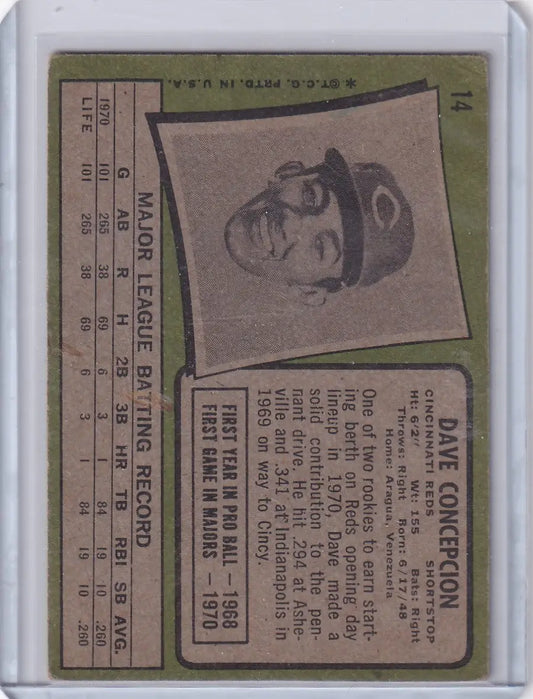 14
DAVE CONCEPCION
CINCINNATI REDS SHORTSTOP
Ht: 6'2" Wt: 155 Bats: Right
Throws: Right Born: 6/17/48
Home: Aragua, Venezuela
One of two rookies to earn start-
ing berth on Reds opening day
lineup in 1970, Dave made a
solid contribution to the pen-
nant drive. He hit .294 at Ashe-
ville and .341 at Indianapolis in
1969 on way to Cincy.
FIRST YEAR IN PRO BALL — 1968
FIRST GAME IN MAJORS — 1970
C
MAJOR LEAGUE BATTING RECORD
G AB R H 2B 3B HR TB RBI SB AVG.
1970 101 265 38 69 6 3 1 84 19 10 .260
LIFE 101 265 38 69 6 3 1 84 19 10 .260
*©T.C.G. PRTD. IN U.S.A.